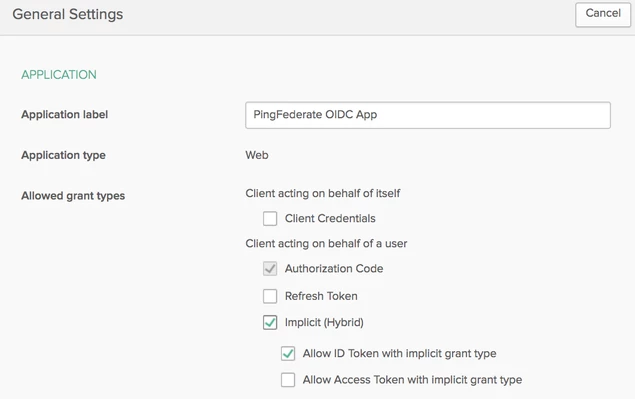 General Settings
Cancel
APPLICATION
Application label
PingFederate OIDC App
Application type
Web
Allowed grant types
Client acting on behalf of itself
Client Credentials
Client acting on behalf of a user
Authorization Code
Refresh Token
Implicit (Hybrid)
Allow ID Token with implicit grant type
Allow Access Token with implicit grant type